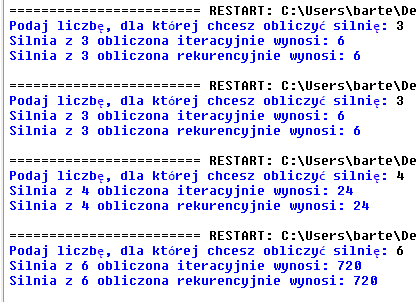 ========================= RESTART: C:\Users\barte\De
Podaj liczbę, dla której chcesz obliczyć silnię: 3
Silnia z 3 obliczona iteracyjnie wynosi: 6
Silnia z 3 obliczona rekurencyjnie wynosi: 6
========================= RESTART: C:\Users\barte\De
Podaj liczbę, dla której chcesz obliczyć silnię: 3
Silnia z 3 obliczona iteracyjnie wynosi: 6
Silnia z 3 obliczona rekurencyjnie wynosi: 6
========================= RESTART: C:\Users\barte\De
Podaj liczbę, dla której chcesz obliczyć silnię: 4
Silnia z 4 obliczona iteracyjnie wynosi: 24
Silnia z 4 obliczona rekurencyjnie wynosi: 24
========================= RESTART: C:\Users\barte\De
Podaj liczbę, dla której chcesz obliczyć silnię: 6
Silnia z 6 obliczona iteracyjnie wynosi: 720
Silnia z 6 obliczona rekurencyjnie wynosi: 720